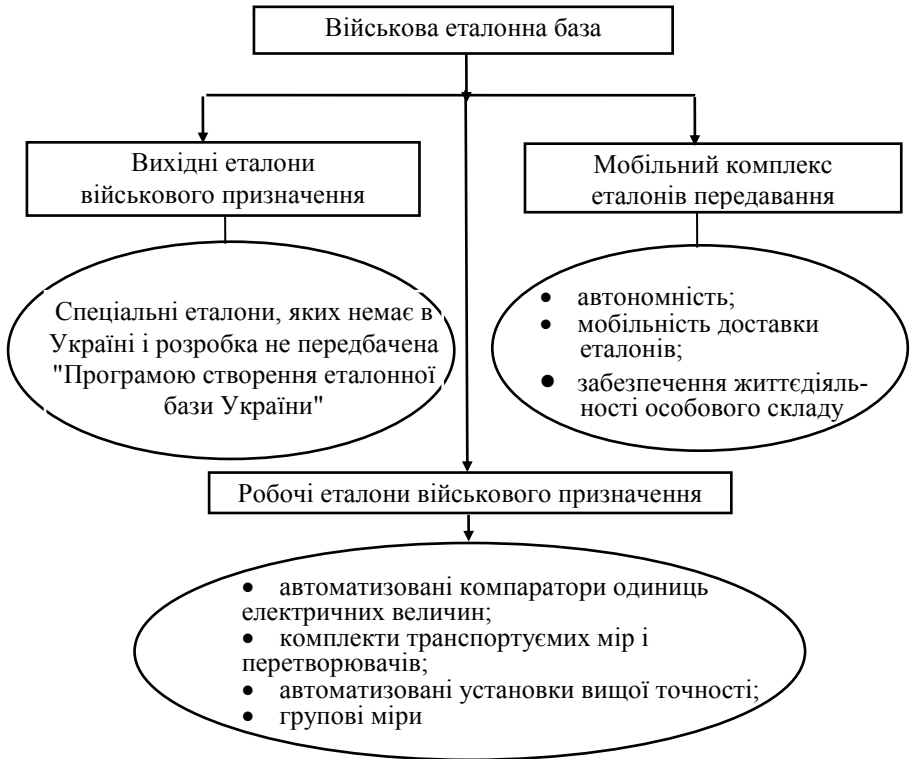 Військова еталонна база
Вихідні еталони
військового призначення
Мобільний комплекс
еталонів передавання
Спеціальні еталони, яких немає в
Україні і розробка не передбачена
"Програмою створення еталонної
бази України"
• автономність;
• мобільність доставки
еталонів;
• забезпечення життєдіяль-
ності особового складу
Робочі еталони військового призначення
• автоматизовані компаратори одиниць
електричних величин;
• комплекти транспортуємих мір і
перетворювачів;
• автоматизовані установки вищої точності;
• групові міри